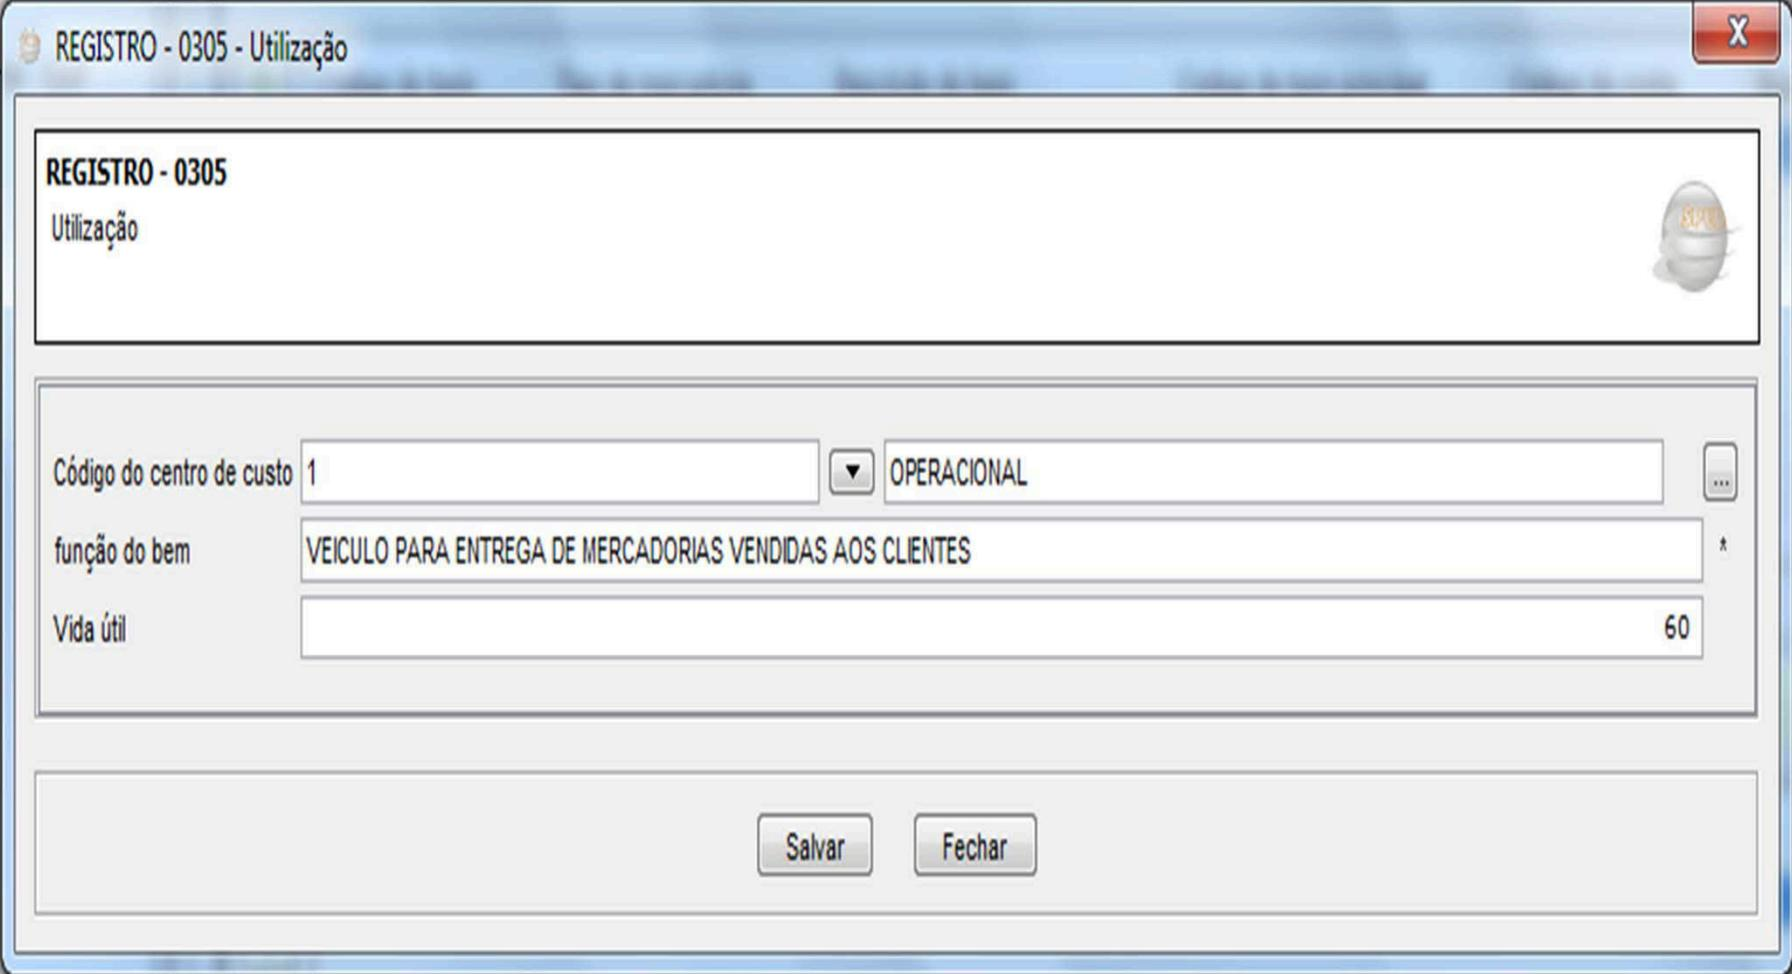 REGISTRO - 0305 - Utilização
X
REGISTRO - 0305
Utilização
Código do centro de custo 1 OPERACIONAL ...
função do bem VEICULO PARA ENTREGA DE MERCADORIAS VENDIDAS AOS CLIENTES *
Vida útil 60
Salvar Fechar